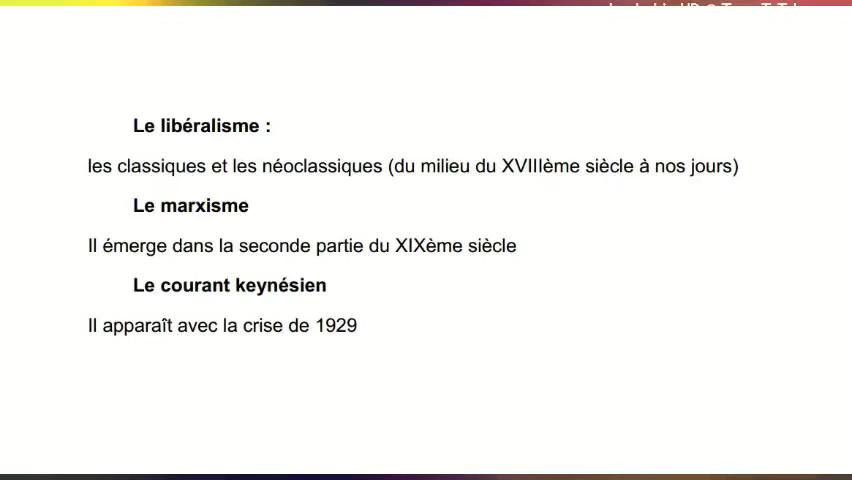 Le libéralisme :
les classiques et les néoclassiques (du milieu du XVIIIème siècle à nos jours)
Le marxisme
Il émerge dans la seconde partie du XIXème siècle
Le courant keynésien
Il apparaît avec la crise de 1929